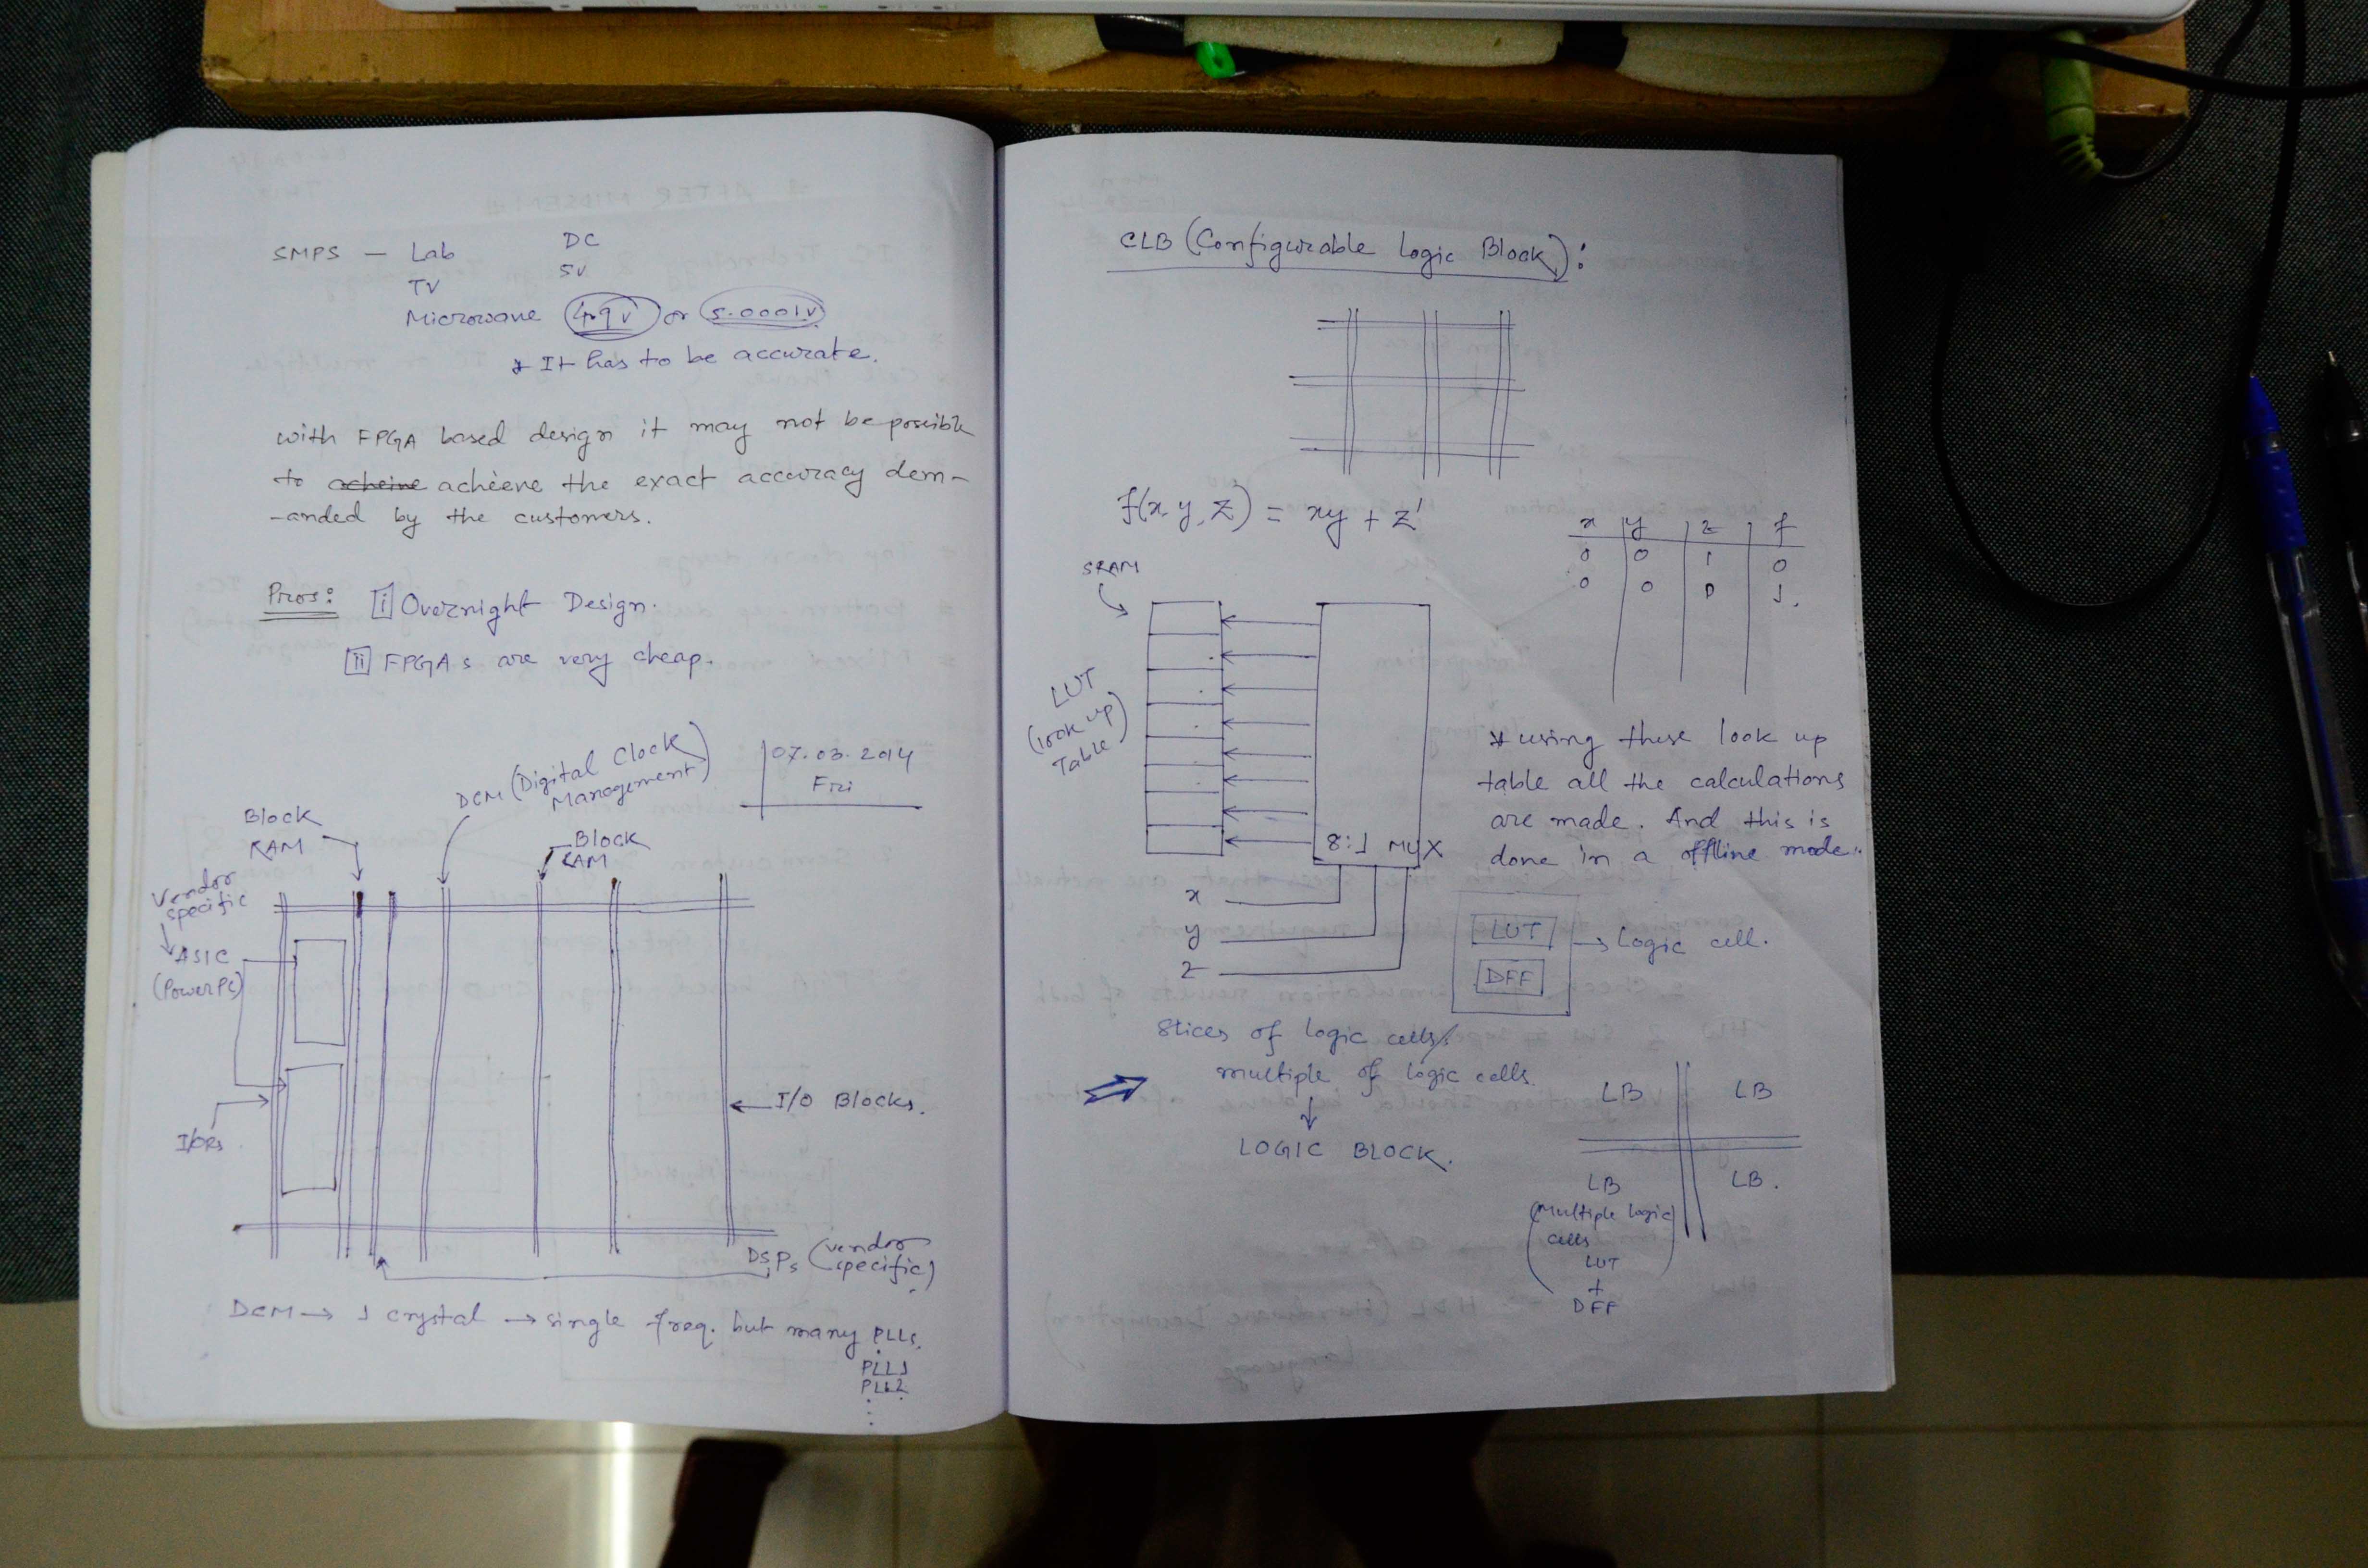 SMPS — Lab DC
TV 5V
Microwave 4.9V or 5.0001V
* It has to be accurate.
with FPGA based design it may not be possible
to acheive achieve the exact accuracy dem-
-anded by the customers.
Pros: [i] Overnight Design.
[ii] FPGAs are very cheap.
07.03.2014
Fri
DCM (Digital Clock
Management)
Block
RAM
Block
RAM
Vendor
specific
ASIC
(PowerPC)
I/Os
I/O Blocks.
DSPs (vendor
specific)
DCM → 1 crystal → single freq. but many PLLs.
PLL1
PLL2
CLB (Configurable Logic Block):
f(x, y, z) = xy + z'
x y z f
0 0 1 0
0 0 0 1.
SRAM
LUT
(look up
Table)
8:1 MUX
x
y
z
* using these look up
table all the calculations
are made. And this is
done in a offline mode.
LUT
DFF
→ Logic cell.
Slices of logic cells/
multiple of logic cells.
↓
LOGIC BLOCK.
LB LB
LB LB.
(Multiple logic
cells
LUT
+
DFF